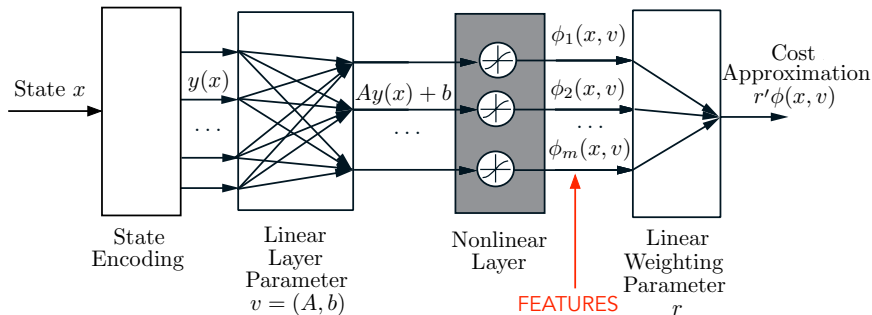 State x
y(x)
. . .
Ay(x) + b
. . .
ϕ₁(x, v)
ϕ₂(x, v)
. . .
ϕₘ(x, v)
Cost
Approximation
r′ϕ(x, v)
State
Encoding
Linear
Layer
Parameter
v = (A, b)
Nonlinear
Layer
FEATURES
Linear
Weighting
Parameter
r